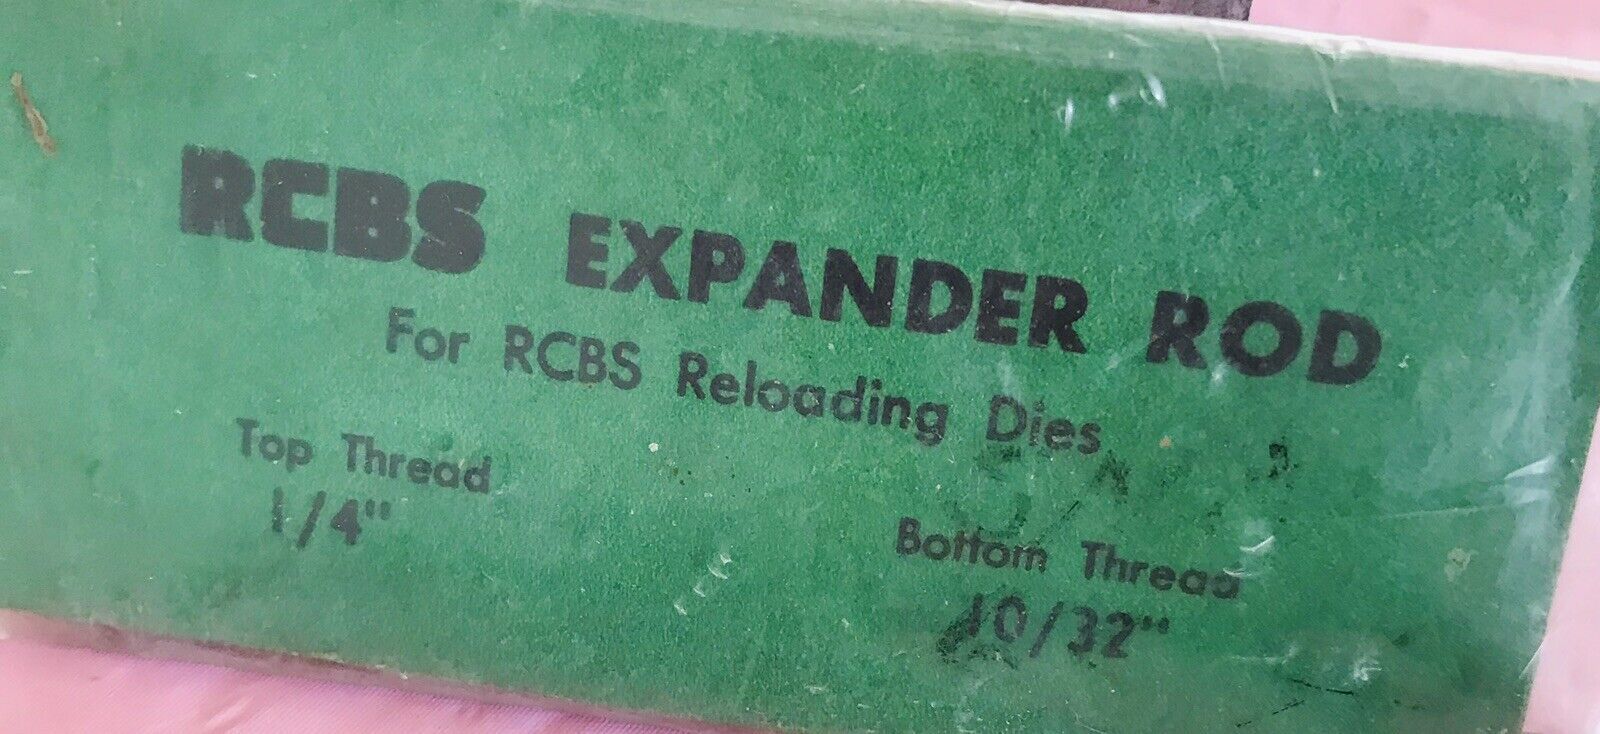 RCBS EXPANDER ROD
For RCBS Reloading Dies
Top Thread
1/4"
Bottom Thread
10/32"